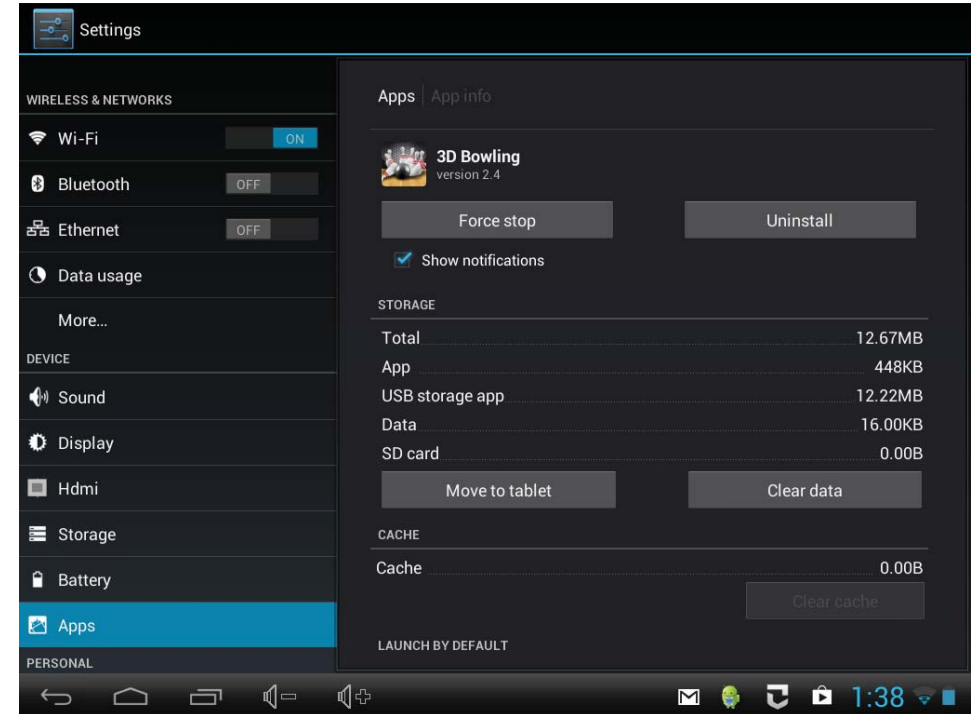 Settings
WIRELESS & NETWORKS
Wi-Fi ON
Bluetooth OFF
Ethernet OFF
Data usage
More...
DEVICE
Sound
Display
Hdmi
Storage
Battery
Apps
PERSONAL
Apps App info
3D Bowling
version 2.4
Force stop Uninstall
Show notifications
STORAGE
Total 12.67MB
App 448KB
USB storage app 12.22MB
Data 16.00KB
SD card 0.00B
Move to tablet Clear data
CACHE
Cache 0.00B
Clear cache
LAUNCH BY DEFAULT
1:38